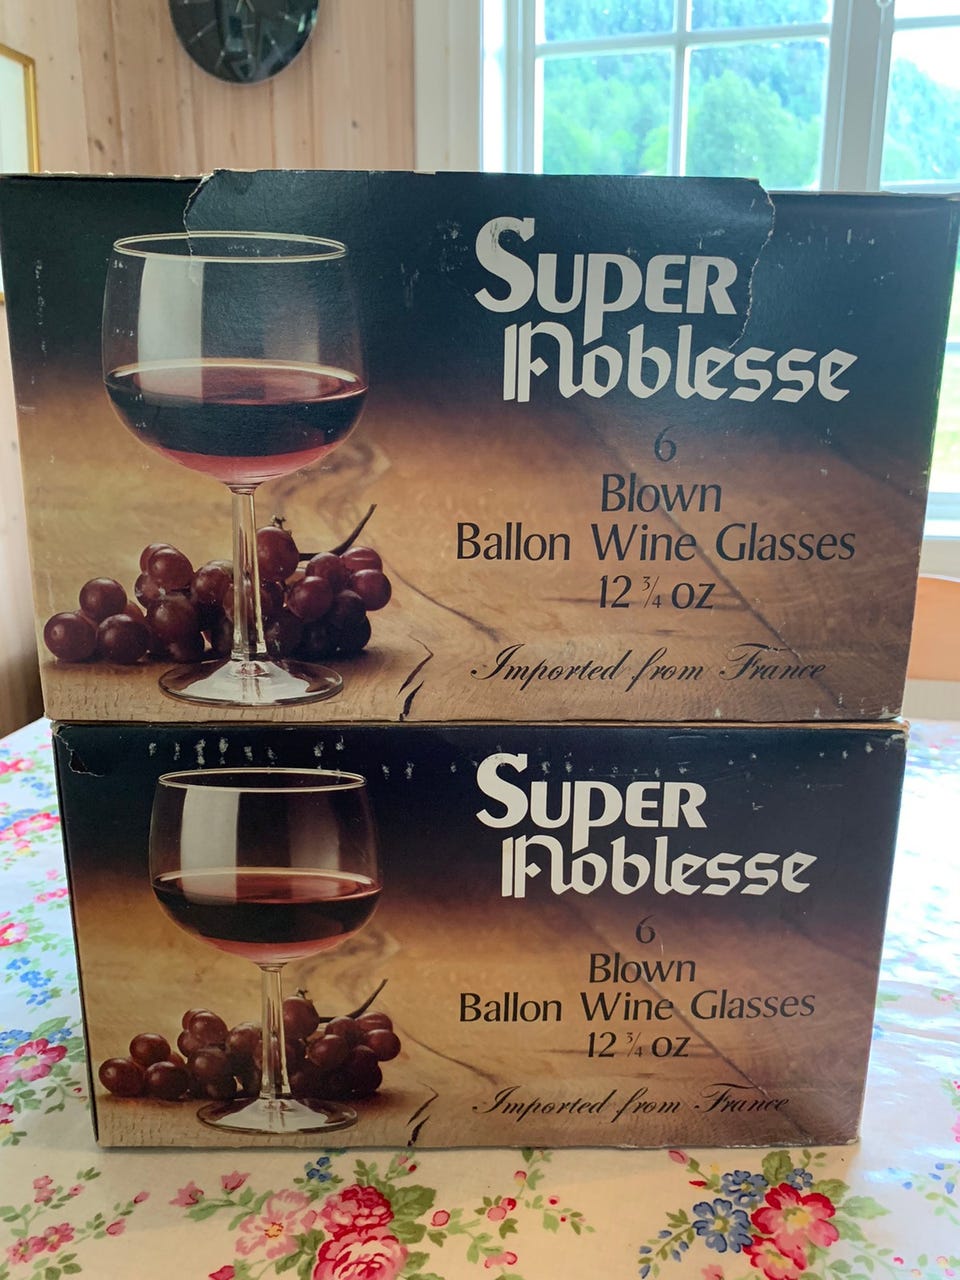 Super
Noblesse
6
Blown
Ballon Wine Glasses
12 3/4 oz
Imported from France
Super
Noblesse
6
Blown
Ballon Wine Glasses
12 3/4 oz
Imported from France